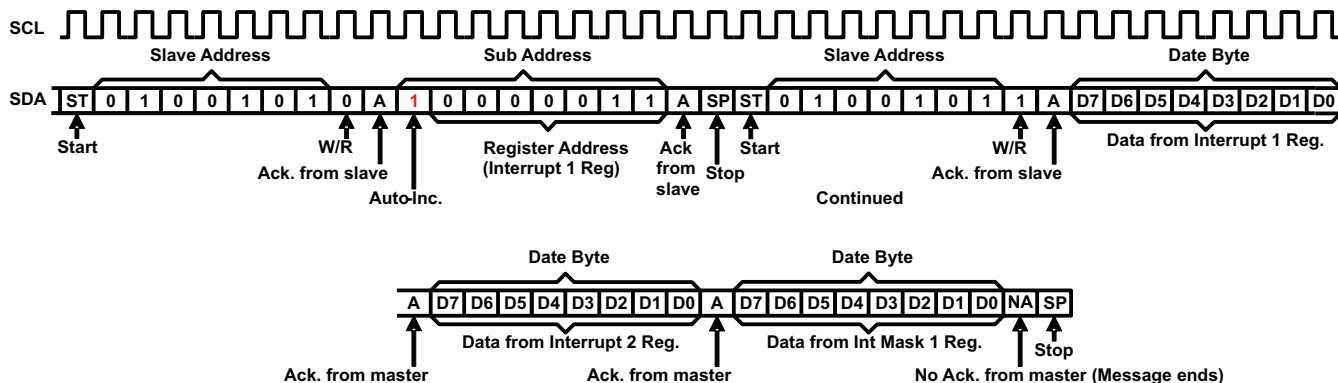 SCL
Slave Address Sub Address Slave Address Date Byte
SDA ST 0 1 0 0 1 0 1 0 A 1 0 0 0 0 0 1 1 A SP ST 0 1 0 0 1 0 1 1 A D7 D6 D5 D4 D3 D2 D1 D0
Start W/R Register Address Ack Start W/R Data from Interrupt 1 Reg.
Ack. from slave (Interrupt 1 Reg) from Stop Ack. from slave
slave
Auto-Inc. Continued
Date Byte Date Byte
A D7 D6 D5 D4 D3 D2 D1 D0 A D7 D6 D5 D4 D3 D2 D1 D0 NA SP
Data from Interrupt 2 Reg. Data from Int Mask 1 Reg. Stop
Ack. from master Ack. from master No Ack. from master (Message ends)